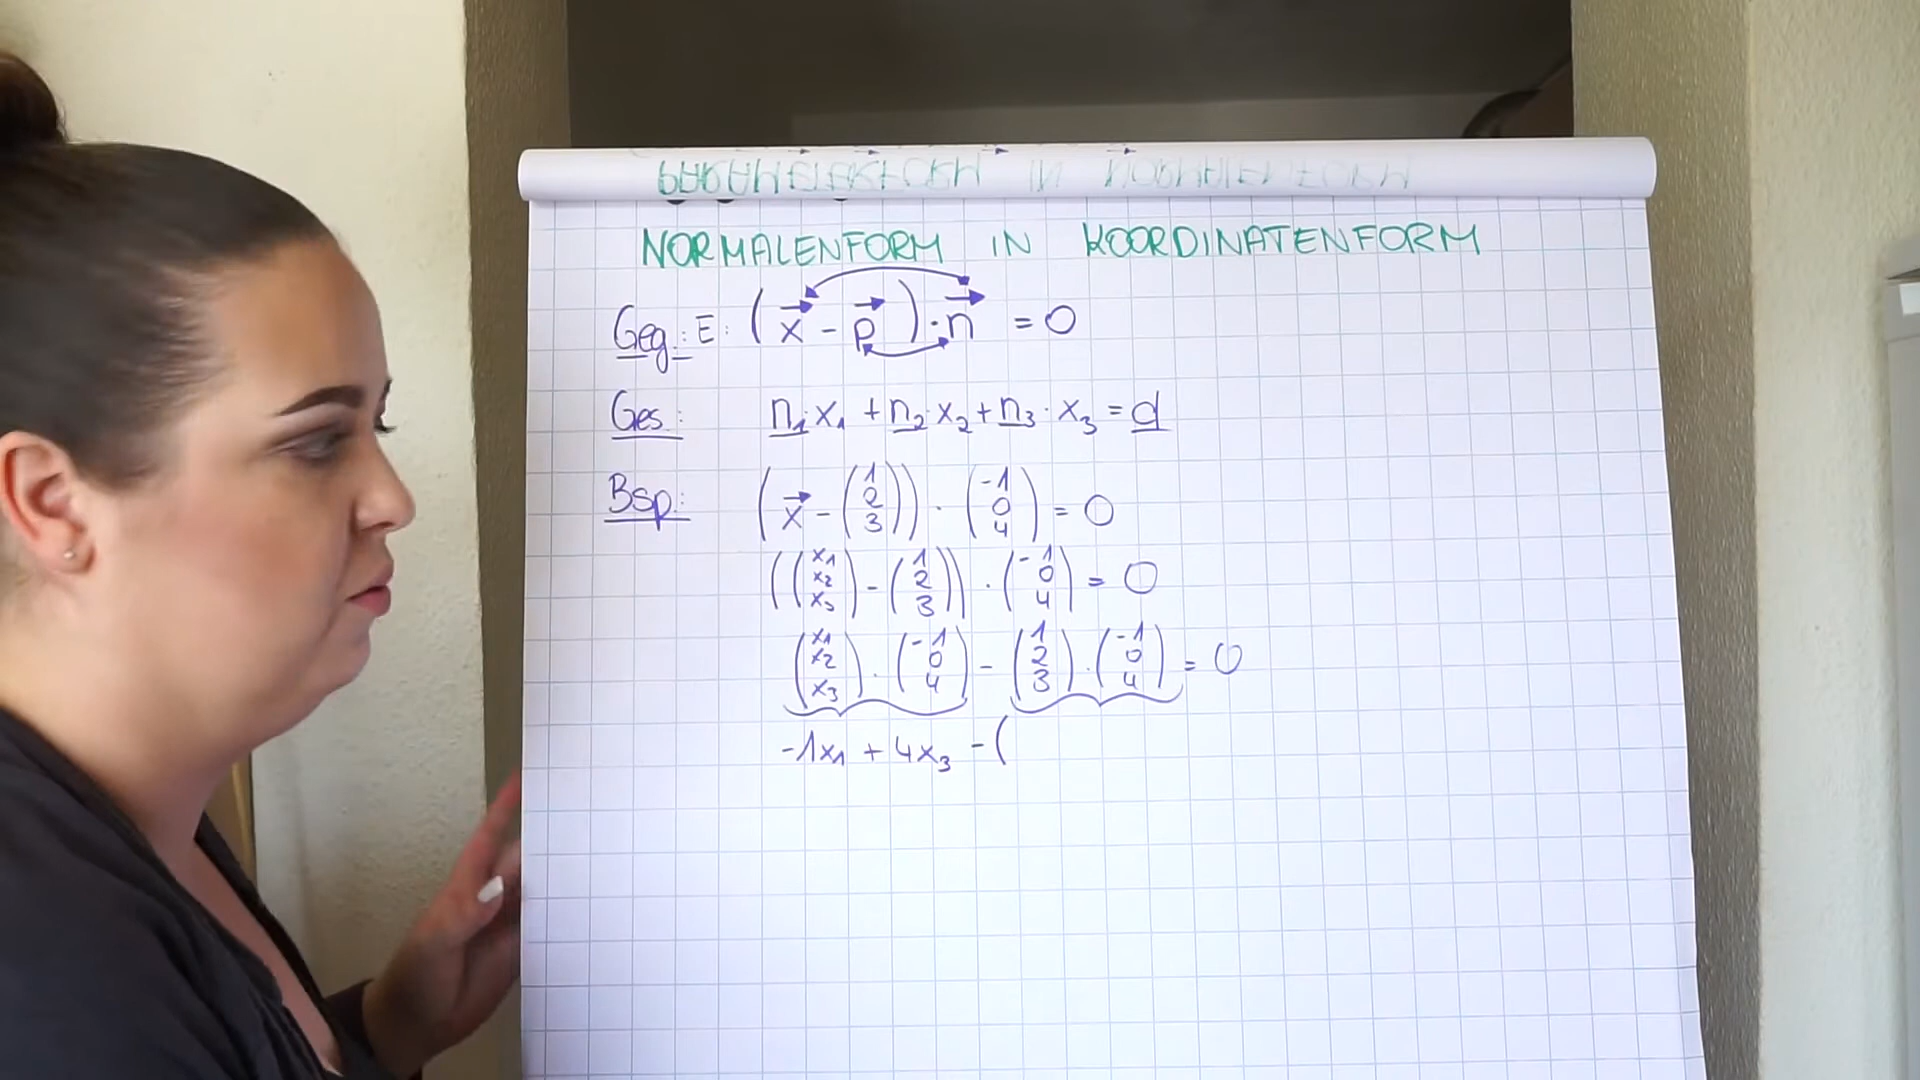 NORMALENFORM IN KOORDINATENFORM
Geg.: E: (x⃗ - p⃗) · n⃗ = 0
Ges.: n₁·x₁ + n₂·x₂ + n₃·x₃ = d
Bsp.: (x⃗ - (1 2 3)) · (-1 0 4) = 0
((x₁ x₂ x₃) - (1 2 3)) · (-1 0 4) = 0
(x₁ x₂ x₃) · (-1 0 4) - (1 2 3) · (-1 0 4) = 0
-1x₁ + 4x₃ - (